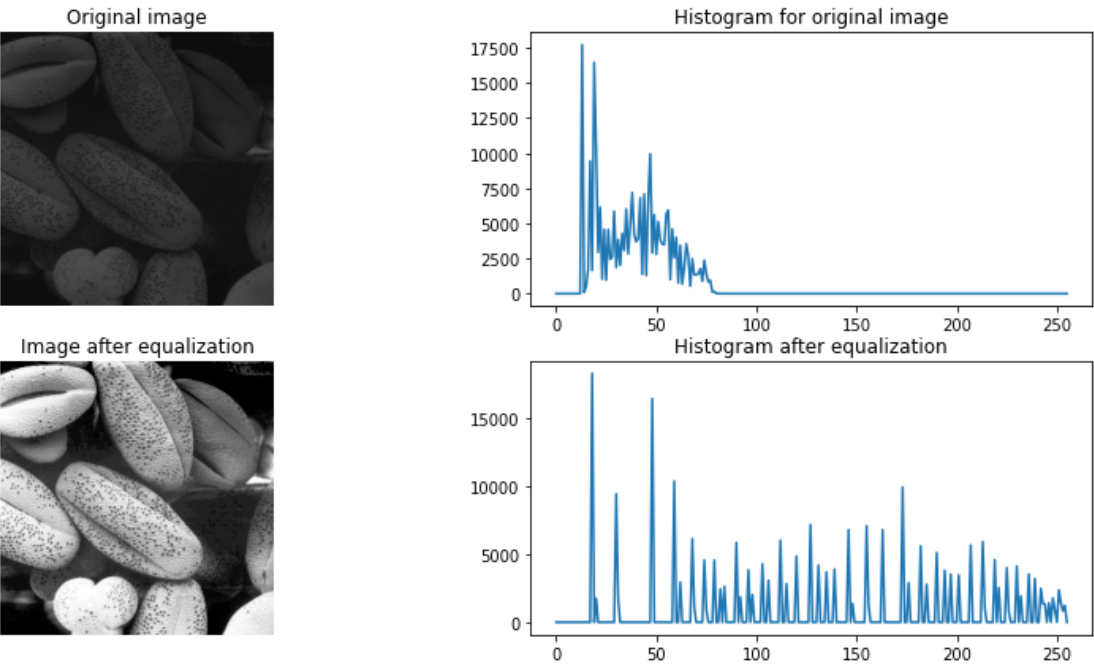 Original image
Histogram for original image
17500
15000
12500
10000
7500
5000
2500
0
0 50 100 150 200 250
Image after equalization
Histogram after equalization
15000
10000
5000
0
0 50 100 150 200 250